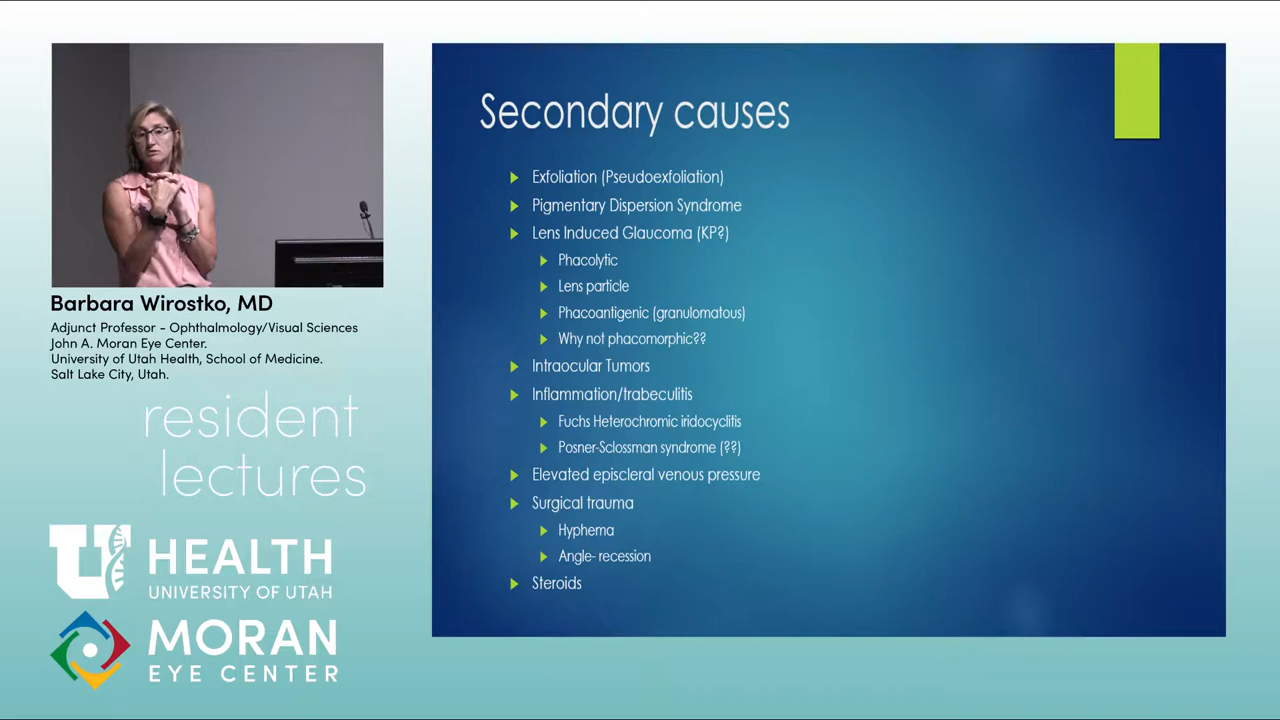 Barbara Wirostko, MD
Adjunct Professor - Ophthalmology/Visual Sciences
John A. Moran Eye Center.
University of Utah Health, School of Medicine.
Salt Lake City, Utah.
resident
lectures
U HEALTH
UNIVERSITY OF UTAH
MORAN
EYE CENTER
Secondary causes
Exfoliation (Pseudoexfoliation)
Pigmentary Dispersion Syndrome
Lens Induced Glaucoma (KP?)
Phacolytic
Lens particle
Phacoantigenic (granulomatous)
Why not phacomorphic??
Intraocular Tumors
Inflammation/trabeculitis
Fuchs Heterochromic iridocyclitis
Posner-Sclossman syndrome (??)
Elevated episcleral venous pressure
Surgical trauma
Hyphema
Angle- recession
Steroids